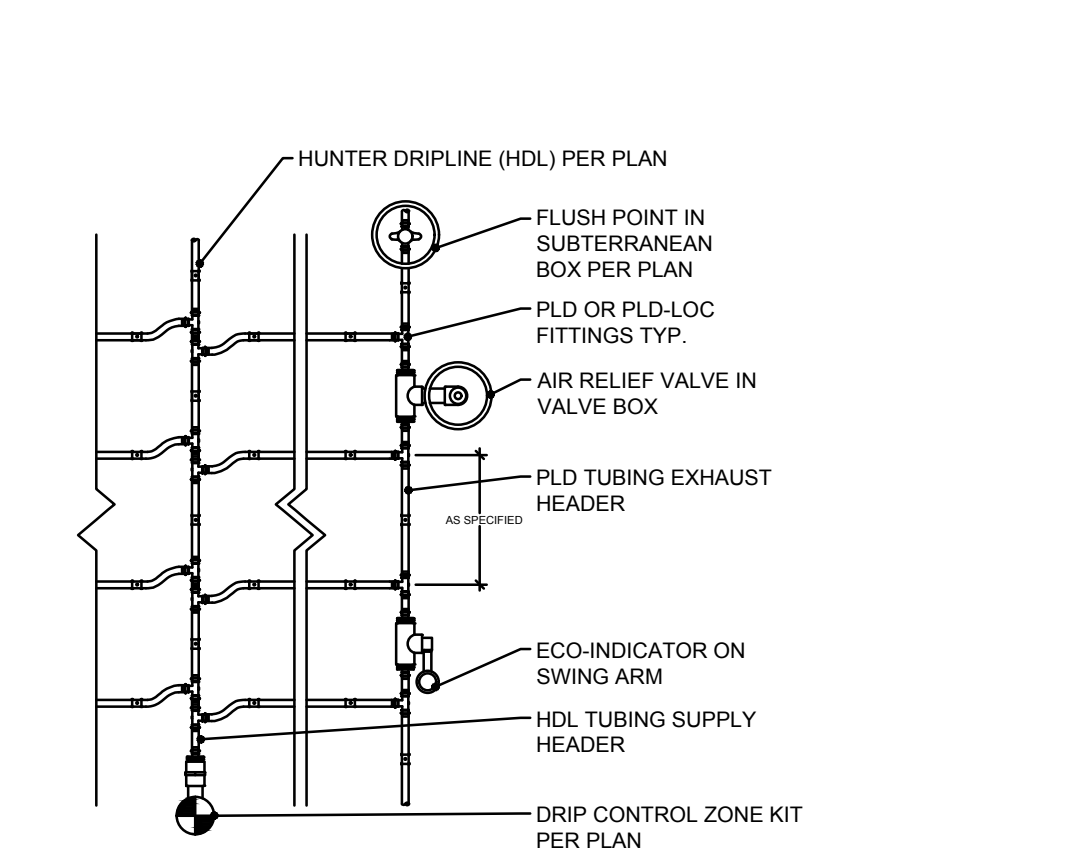 HUNTER DRIPLINE (HDL) PER PLAN
FLUSH POINT IN
SUBTERRANEAN
BOX PER PLAN
PLD OR PLD-LOC
FITTINGS TYP.
AIR RELIEF VALVE IN
VALVE BOX
PLD TUBING EXHAUST
HEADER
AS SPECIFIED
ECO-INDICATOR ON
SWING ARM
HDL TUBING SUPPLY
HEADER
DRIP CONTROL ZONE KIT
PER PLAN